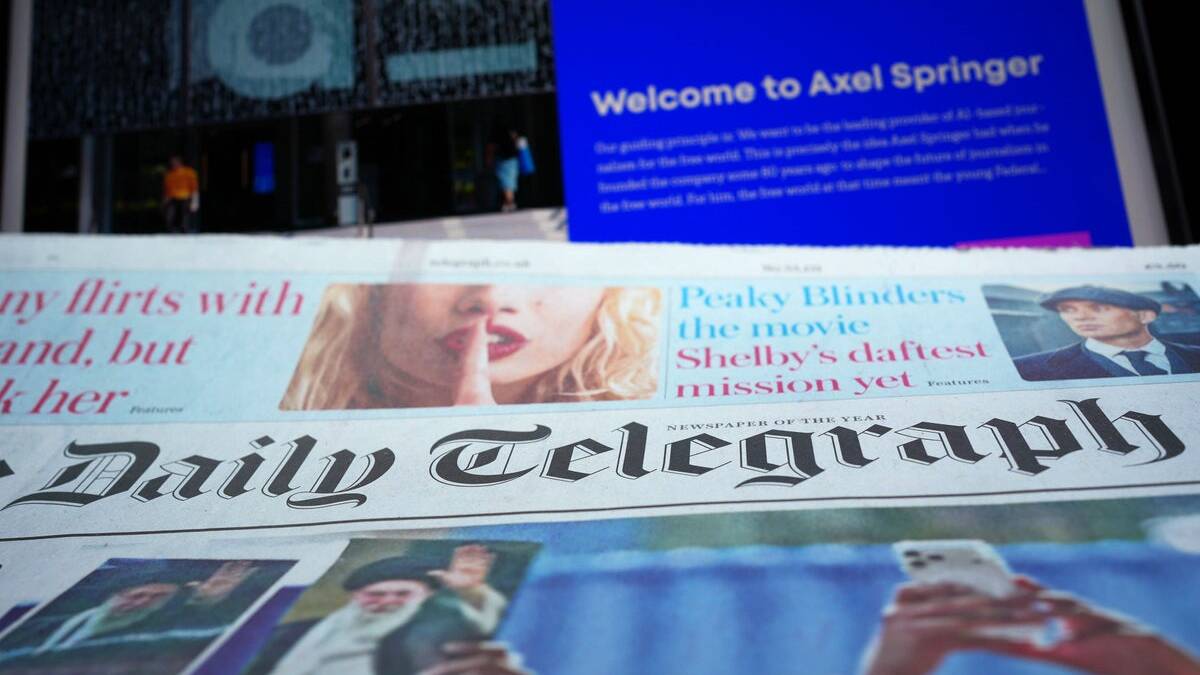 Welcome to Axel Springer
Our guiding principle is: 'We want to be the leading provider of AI-based jour-
nalism for the free world. This is precisely the idea Axel Springer had when he
founded the company some 80 years ago: to shape the future of journalism in
the free world. For him, the free world at that time meant the young Federal...
telegraph.co.uk
ny flirts with
and, but
k her Features
Peaky Blinders
the movie
Shelby's daftest
mission yet Features
NEWSPAPER OF THE YEAR
Daily Telegraph